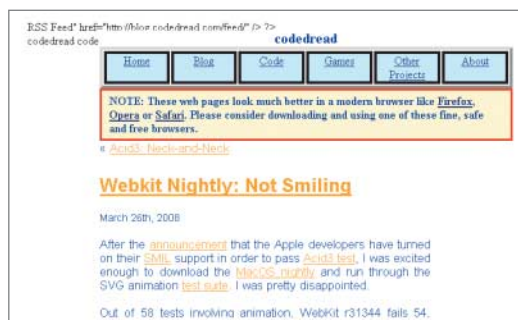 RSS Feed" href="http://blog.codedread.com/feed/" /> ?>
codedread code
codedread
Home Blog Code Games Other Projects About
NOTE: These web pages look much better in a modern browser like Firefox,
Opera or Safari. Please consider downloading and using one of these fine, safe
and free browsers.
« Acid3: Neck-and-Neck
Webkit Nightly: Not Smiling
March 26th, 2008
After the announcement that the Apple developers have turned
on their SMIL support in order to pass Acid3 test, I was excited
enough to download the MacOS nightly and run through the
SVG animation test suite. I was pretty disappointed.
Out of 58 tests involving animation, WebKit r31344 fails 54.